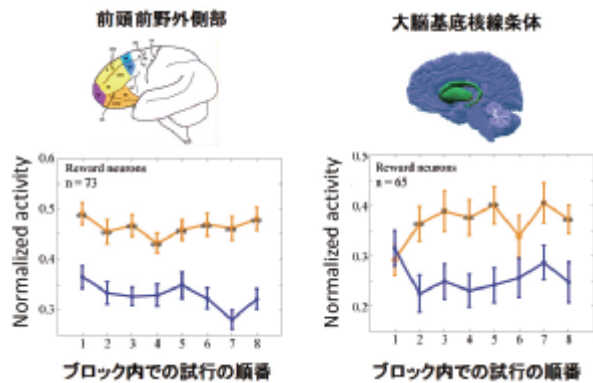 前頭前野外側部
大脳基底核線条体
0.6
Reward neurons
n = 73
0.5
0.4
0.3
Normalized activity
1 2 3 4 5 6 7 8
ブロック内での試行の順番
0.5
Reward neurons
n = 65
0.4
0.3
0.2
Normalized activity
1 2 3 4 5 6 7 8
ブロック内での試行の順番